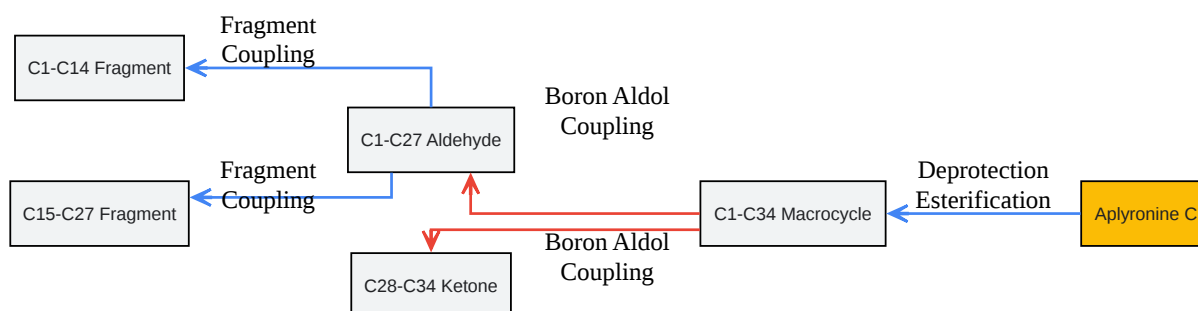 Fragment
Coupling
C1-C14 Fragment
Boron Aldol
Coupling
C1-C27 Aldehyde
Fragment
Coupling
C15-C27 Fragment
Deprotection
Esterification
C1-C34 Macrocycle
Aplyronine C
Boron Aldol
Coupling
C28-C34 Ketone